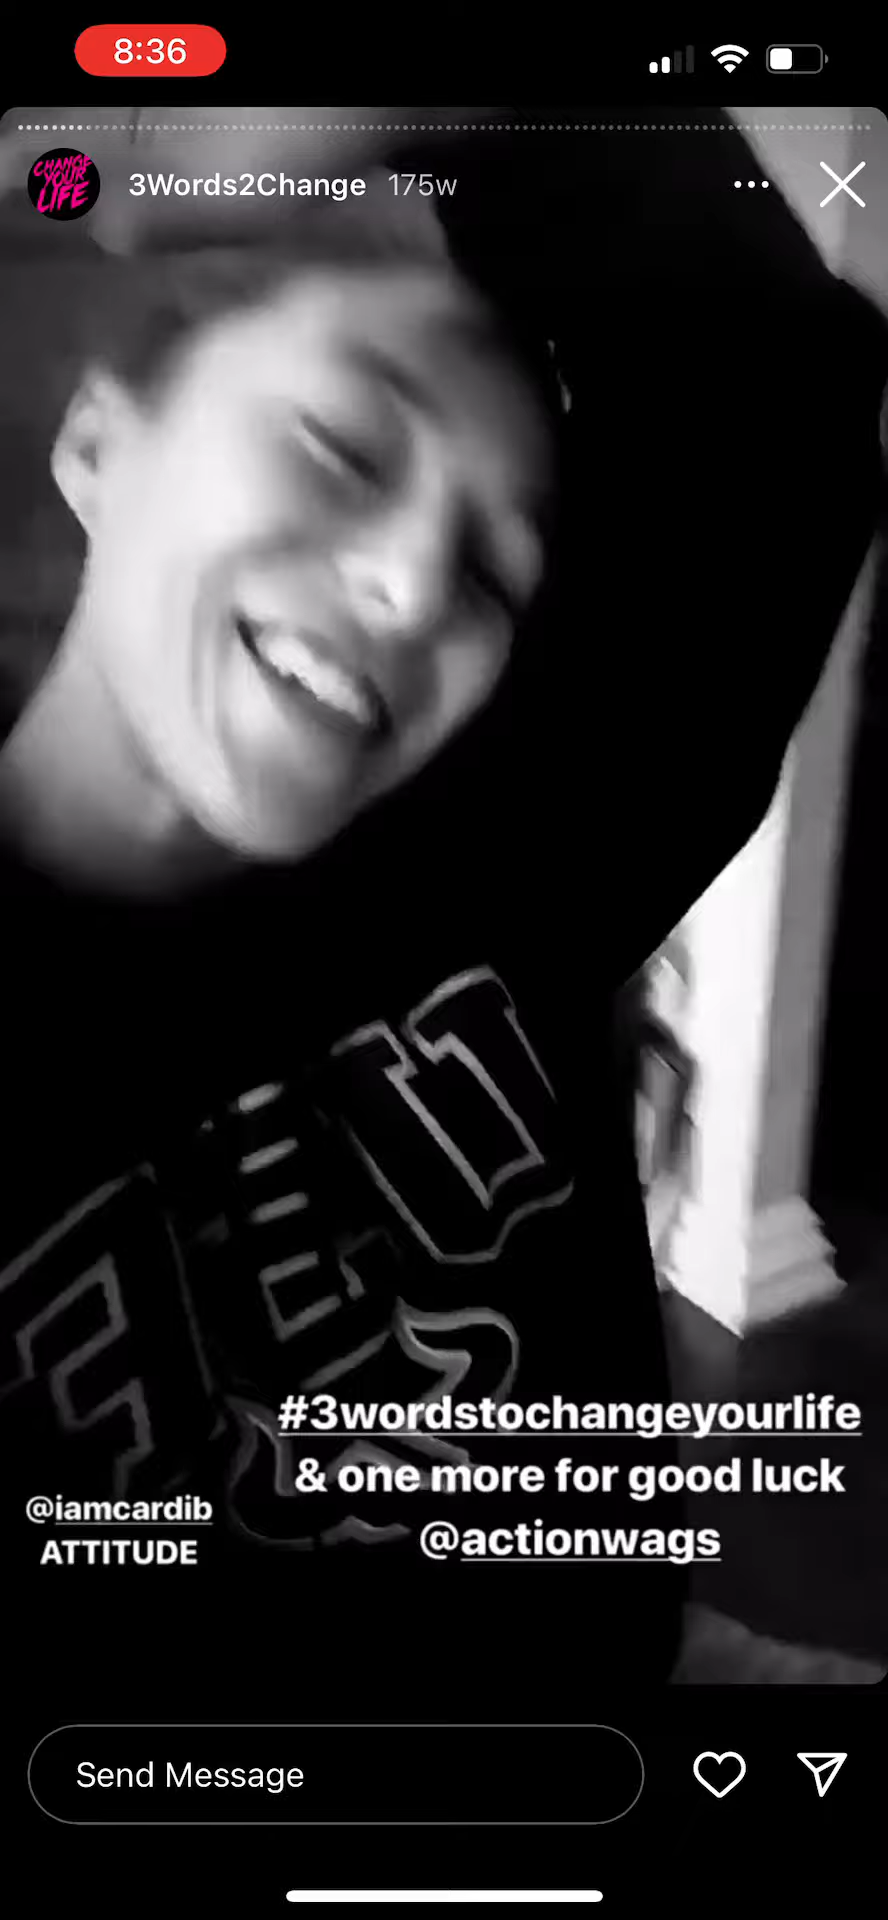 8:36
CHANGE
YOUR
LIFE
3Words2Change 175w
#3wordstochangeyourlife
& one more for good luck
@actionwags
@iamcardib
ATTITUDE
Send Message